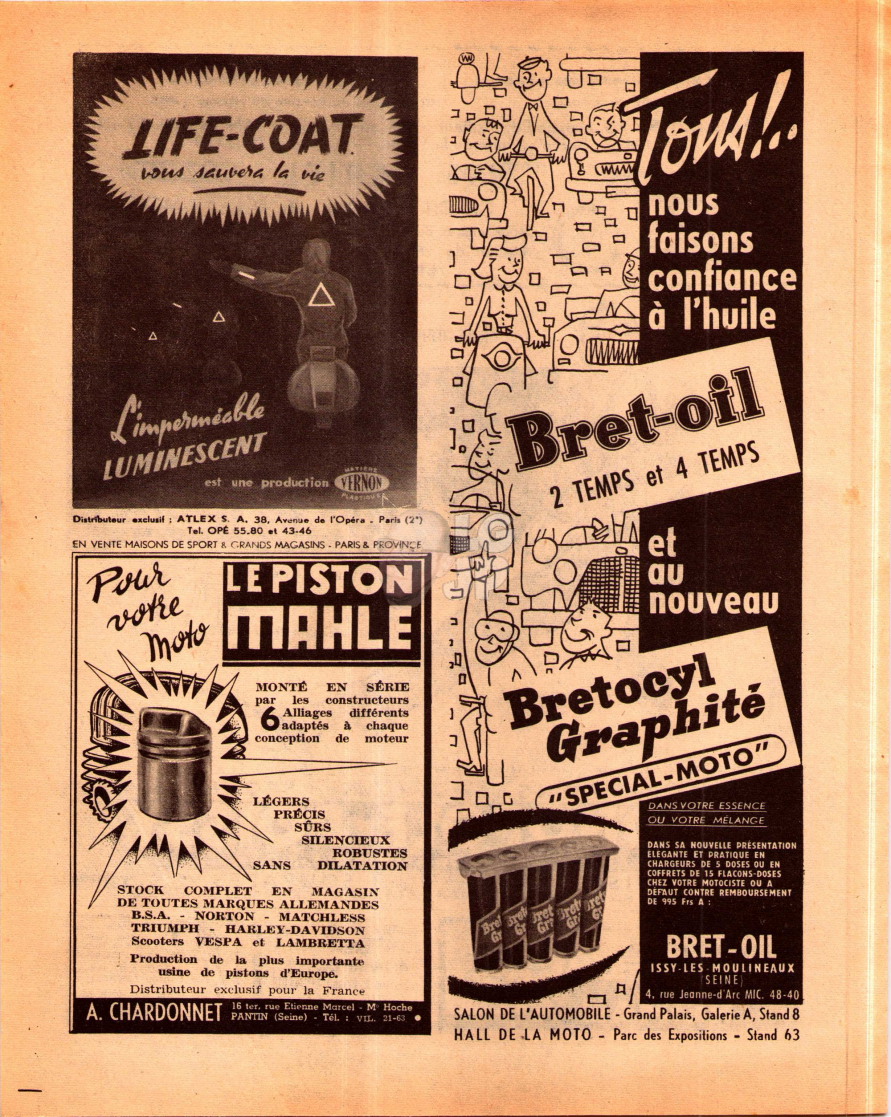 LIFE-COAT
vous sauvera la vie
L'imperméable
LUMINESCENT
est une production
MATIÈRE
VERNON
PLASTIQUE
Distributeur exclusif : ATLEX S. A. 38, Avenue de l'Opéra . Paris (2°)
Tel. OPÉ 55.80 et 43-46
EN VENTE MAISONS DE SPORT & GRANDS MAGASINS - PARIS & PROVINCE
Pour
votre
Moto
LE PISTON
MAHLE
MONTÉ EN SÉRIE
par les constructeurs
6 Alliages différents
adaptés à chaque
conception de moteur
LÉGERS
PRÉCIS
SÛRS
SILENCIEUX
ROBUSTES
SANS DILATATION
STOCK COMPLET EN MAGASIN
DE TOUTES MARQUES ALLEMANDES
B.S.A. - NORTON - MATCHLESS
TRIUMPH - HARLEY-DAVIDSON
Scooters VESPA et LAMBRETTA
Production de la plus importante
usine de pistons d'Europe.
Distributeur exclusif pour la France
A. CHARDONNET
16 ter, rue Etienne Marcel - M° Hoche
PANTIN (Seine) - Tél. : VIL. 21-63
Tous!..
nous
faisons
confiance
à l'huile
Bret-oil
2 TEMPS et 4 TEMPS
et
au
nouveau
Bretocyl
Graphité
"SPECIAL-MOTO"
DANS VOTRE ESSENCE
OU VOTRE MÉLANGE
DANS SA NOUVELLE PRÉSENTATION
ELEGANTE ET PRATIQUE EN
CHARGEURS DE 5 DOSES OU EN
COFFRETS DE 15 FLACONS-DOSES
CHEZ VOTRE MOTOCISTE OU A
DÉFAUT CONTRE REMBOURSEMENT
DE 995 Frs A :
BRET-OIL
ISSY-LES-MOULINEAUX
(SEINE)
4, rue Jeanne-d'Arc MIC. 48-40
SALON DE L'AUTOMOBILE - Grand Palais, Galerie A, Stand 8
HALL DE LA MOTO - Parc des Expositions - Stand 63